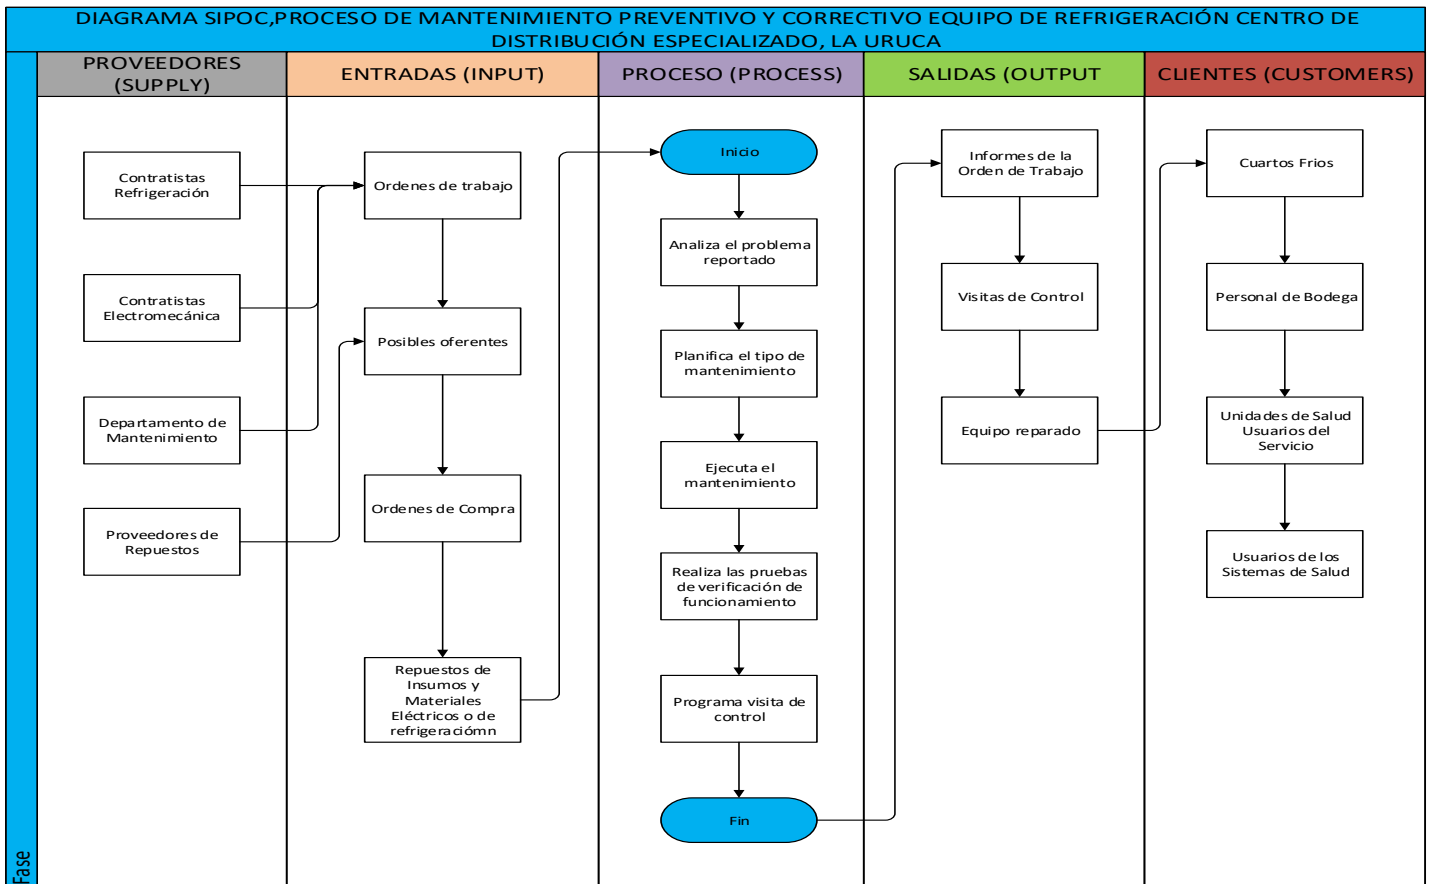 DIAGRAMA SIPOC,PROCESO DE MANTENIMIENTO PREVENTIVO Y CORRECTIVO EQUIPO DE REFRIGERACIÓN CENTRO DE
DISTRIBUCIÓN ESPECIALIZADO, LA URUCA
PROVEEDORES
(SUPPLY)
ENTRADAS (INPUT)
PROCESO (PROCESS)
SALIDAS (OUTPUT
CLIENTES (CUSTOMERS)
Contratistas
Refrigeración
Contratistas
Electromecánica
Departamento de
Mantenimiento
Proveedores de
Repuestos
Ordenes de trabajo
Posibles oferentes
Ordenes de Compra
Repuestos de
Insumos y
Materiales
Eléctricos o de
refrigeraciómn
Inicio
Analiza el problema
reportado
Planifica el tipo de
mantenimiento
Ejecuta el
mantenimiento
Realiza las pruebas
de verificación de
funcionamiento
Programa visita de
control
Fin
Informes de la
Orden de Trabajo
Visitas de Control
Equipo reparado
Cuartos Frios
Personal de Bodega
Unidades de Salud
Usuarios del
Servicio
Usuarios de los
Sistemas de Salud
Fase